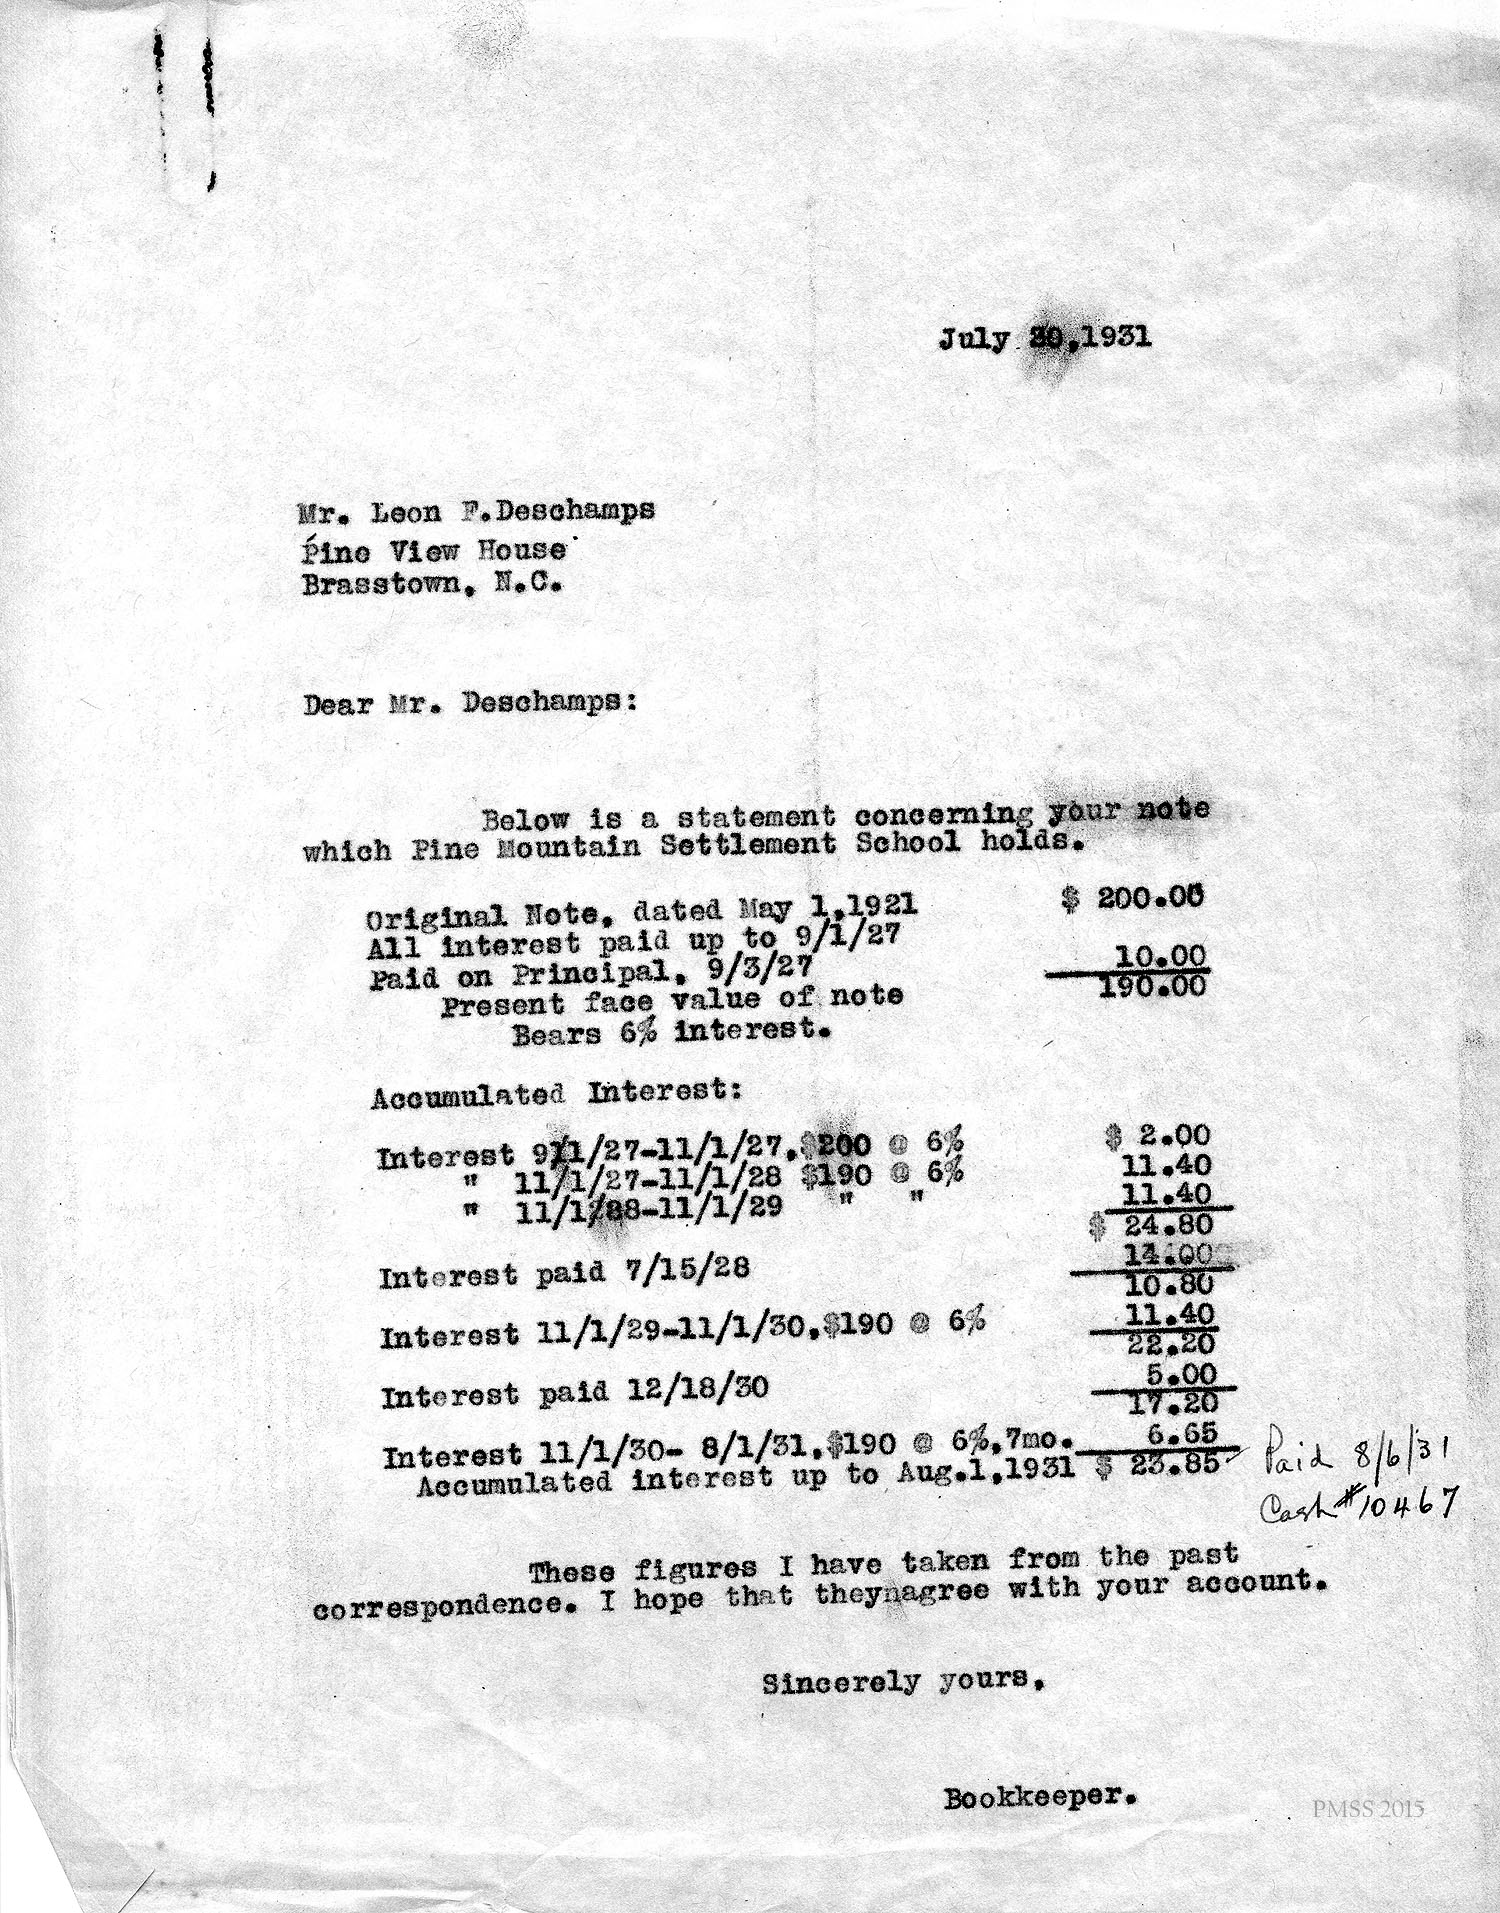 July 30,1931
Mr. Leon F.Deschamps
Pine View House
Brasstown, N.C.
Dear Mr. Deschamps:
Below is a statement concerning your note
which Pine Mountain Settlement School holds.
Original Note, dated May 1,1921 $ 200.00
All interest paid up to 9/1/27
Paid on Principal, 9/3/27 10.00
Present face value of note 190.00
Bears 6% interest.
Accumulated Interest:
Interest 9/1/27-11/1/27,$200 @ 6% $ 2.00
" 11/1/27-11/1/28 $190 @ 6% 11.40
" 11/1/28-11/1/29 " " 11.40
$ 24.80
Interest paid 7/15/28 14.00
10.80
Interest 11/1/29-11/1/30,$190 @ 6% 11.40
22.20
Interest paid 12/18/30 5.00
17.20
Interest 11/1/30- 8/1/31,$190 @ 6%,7mo. 6.65
Accumulated interest up to Aug.1,1931 $ 23.85
Paid 8/6/31
Cash #10467
These figures I have taken from the past
correspondence. I hope that theynagree with your account.
Sincerely yours,
Bookkeeper.
PMSS 2015